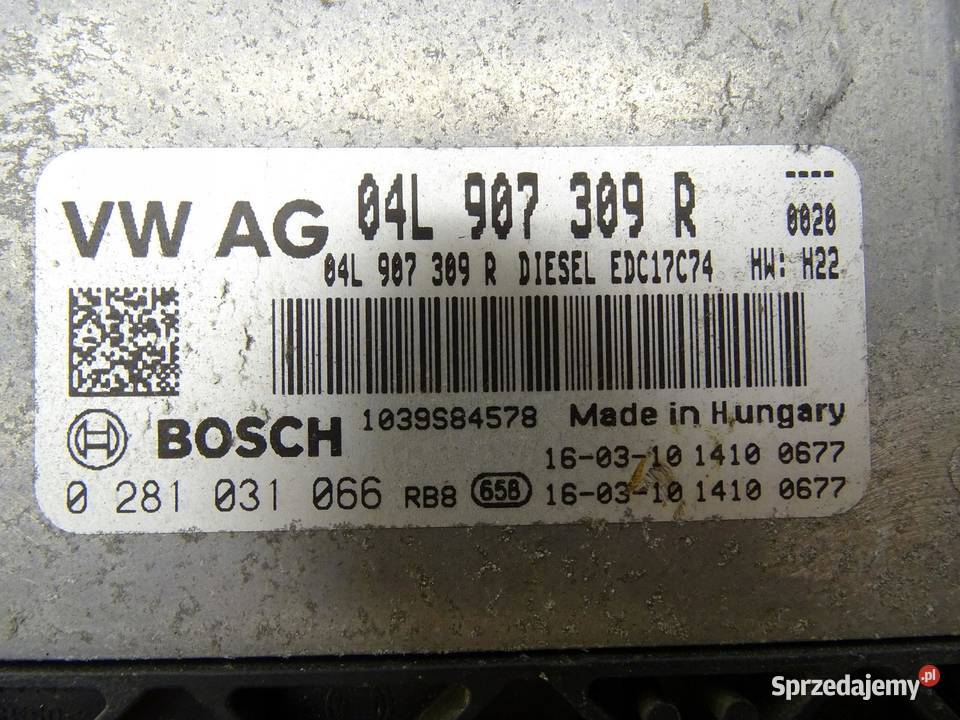 VW AG 04L 907 309 R ----
0020
04L 907 309 R DIESEL EDC17C74 HW: H22
BOSCH 1039S84578 Made in Hungary
16-03-10 1410 0677
0 281 031 066 RB8 658 16-03-10 1410 0677
Sprzedajemy.pl